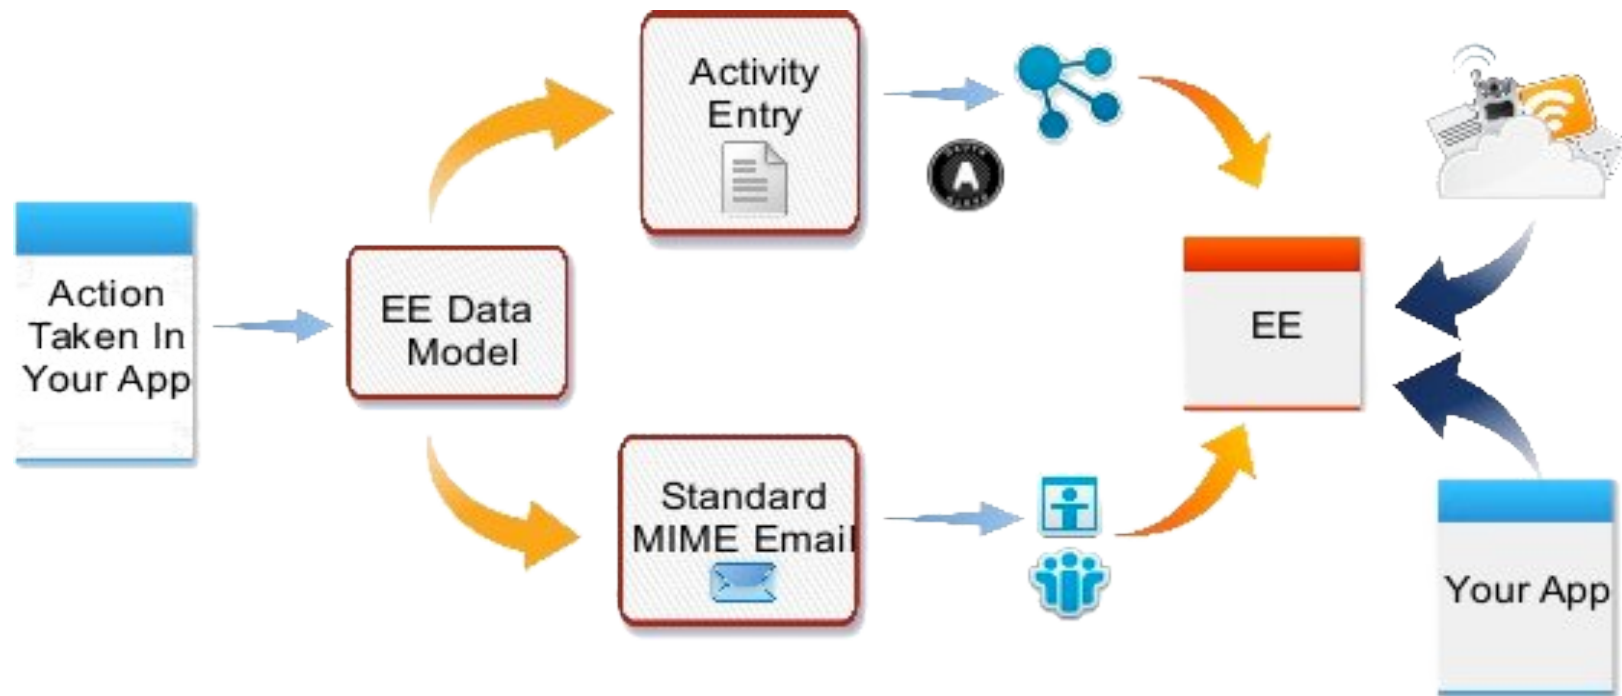 Action
Taken In
Your App
EE Data
Model
Activity
Entry
A
Standard
MIME Email
EE
Your App